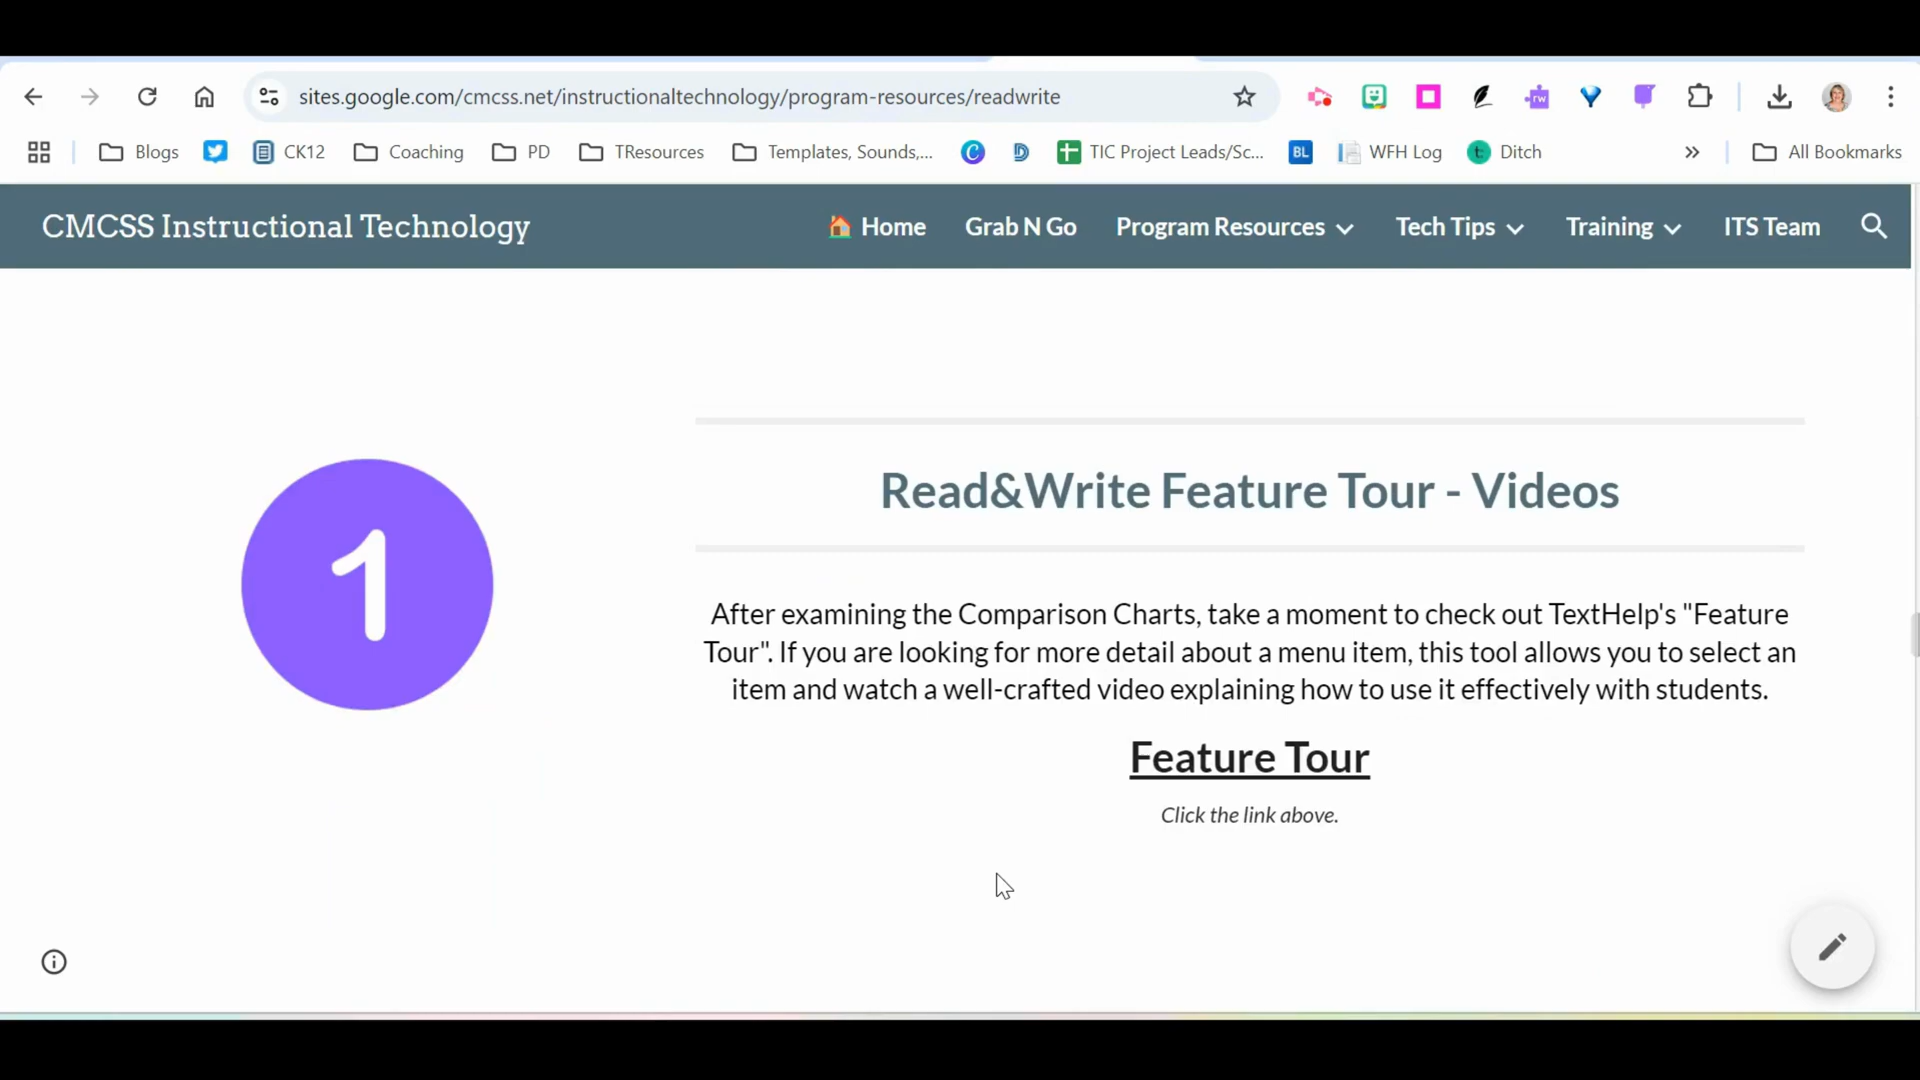 sites.google.com/cmcss.net/instructionaltechnology/program-resources/readwrite
rw
Blogs CK12 Coaching PD TResources Templates, Sounds,... TIC Project Leads/Sc... BL WFH Log Ditch All Bookmarks
CMCSS Instructional Technology Home Grab N Go Program Resources Tech Tips Training ITS Team
1
Read&Write Feature Tour - Videos
After examining the Comparison Charts, take a moment to check out TextHelp's "Feature
Tour". If you are looking for more detail about a menu item, this tool allows you to select an
item and watch a well-crafted video explaining how to use it effectively with students.
Feature Tour
Click the link above.